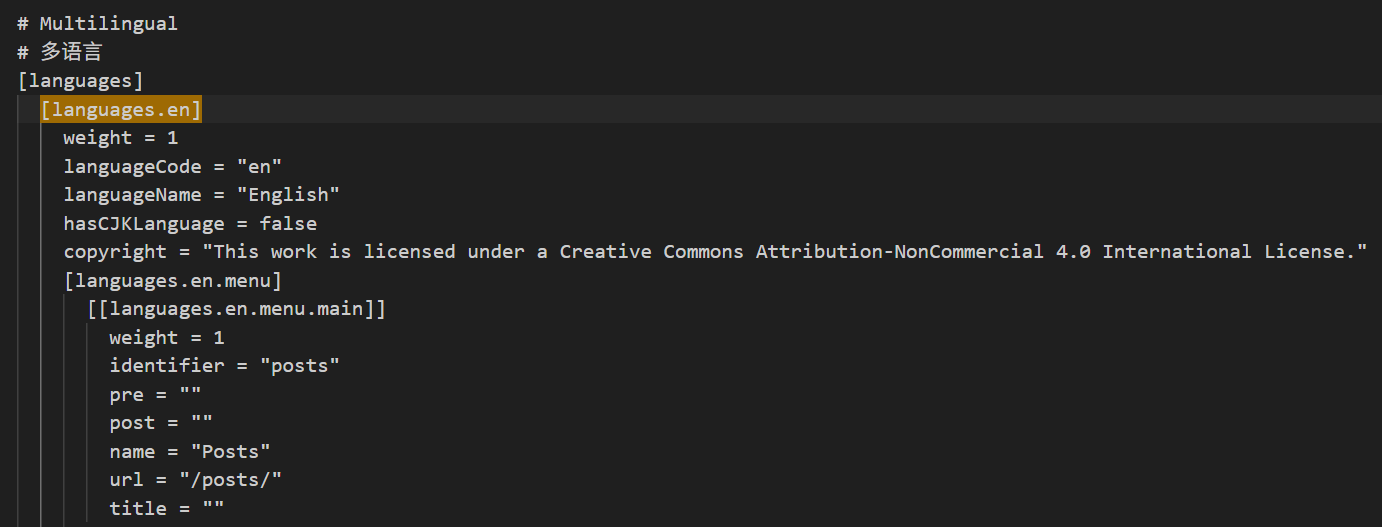 # Multilingual
# 多语言
[languages]
[languages.en]
weight = 1
languageCode = "en"
languageName = "English"
hasCJKLanguage = false
copyright = "This work is licensed under a Creative Commons Attribution-NonCommercial 4.0 International License."
[languages.en.menu]
[[languages.en.menu.main]]
weight = 1
identifier = "posts"
pre = ""
post = ""
name = "Posts"
url = "/posts/"
title = ""